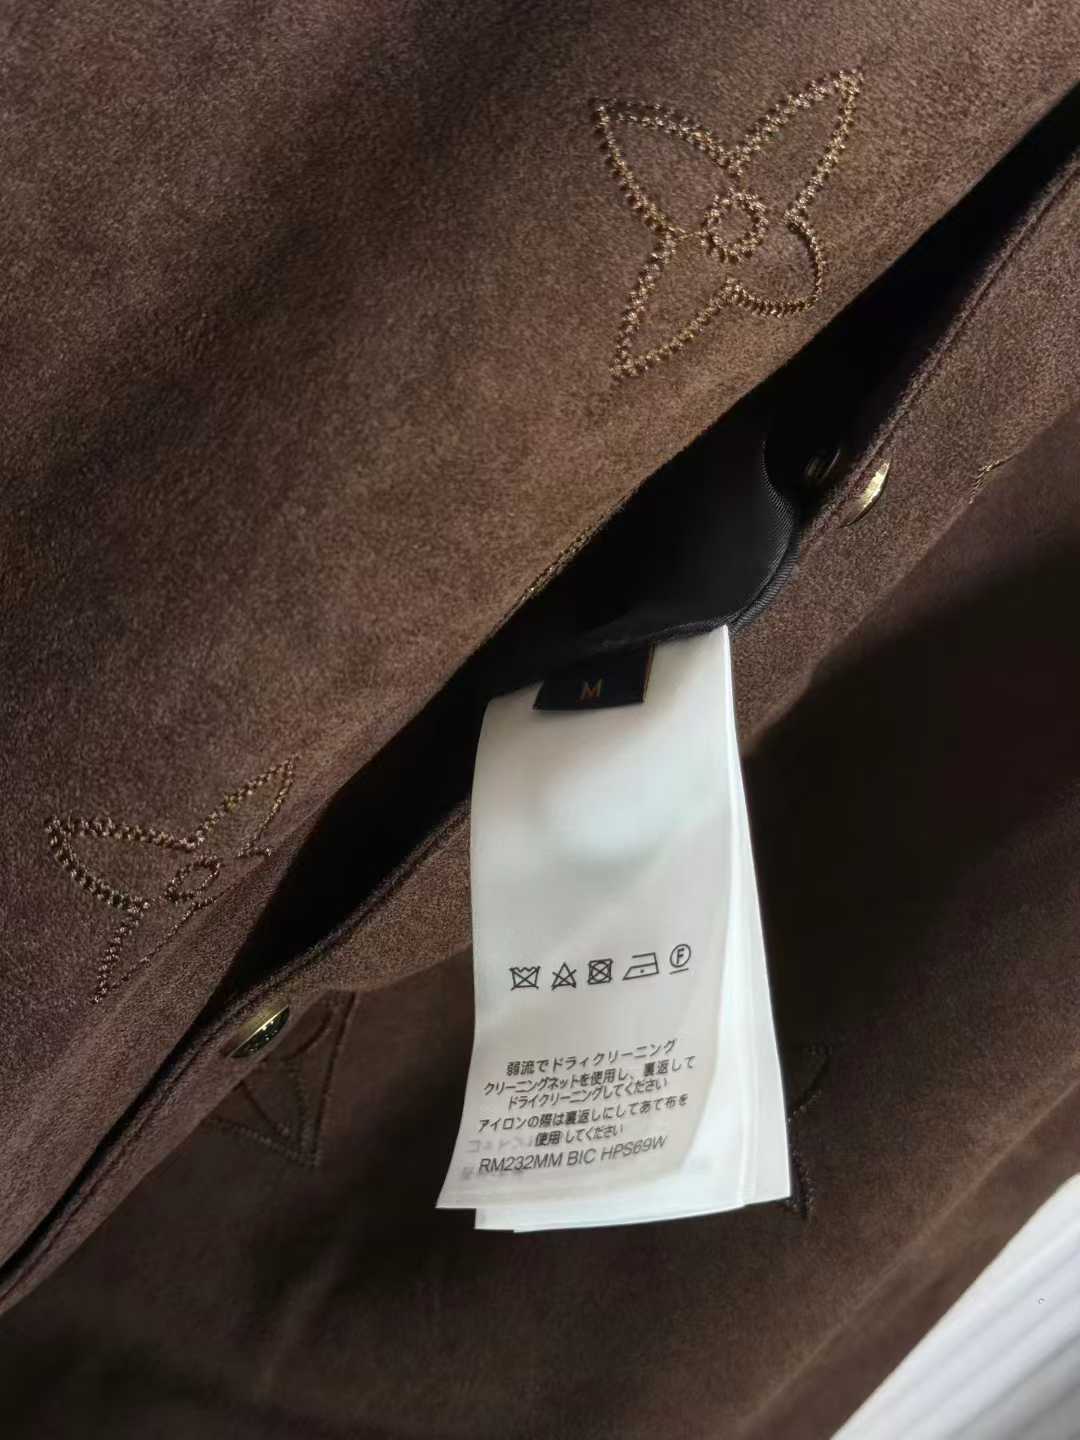 M
F
弱流でドライクリーニング
クリーニングネットを使用し、裏返して
ドライクリーニングしてください
アイロンの際は裏返しにしてあて布を
使用してください
RM232MM BIC HPS69W